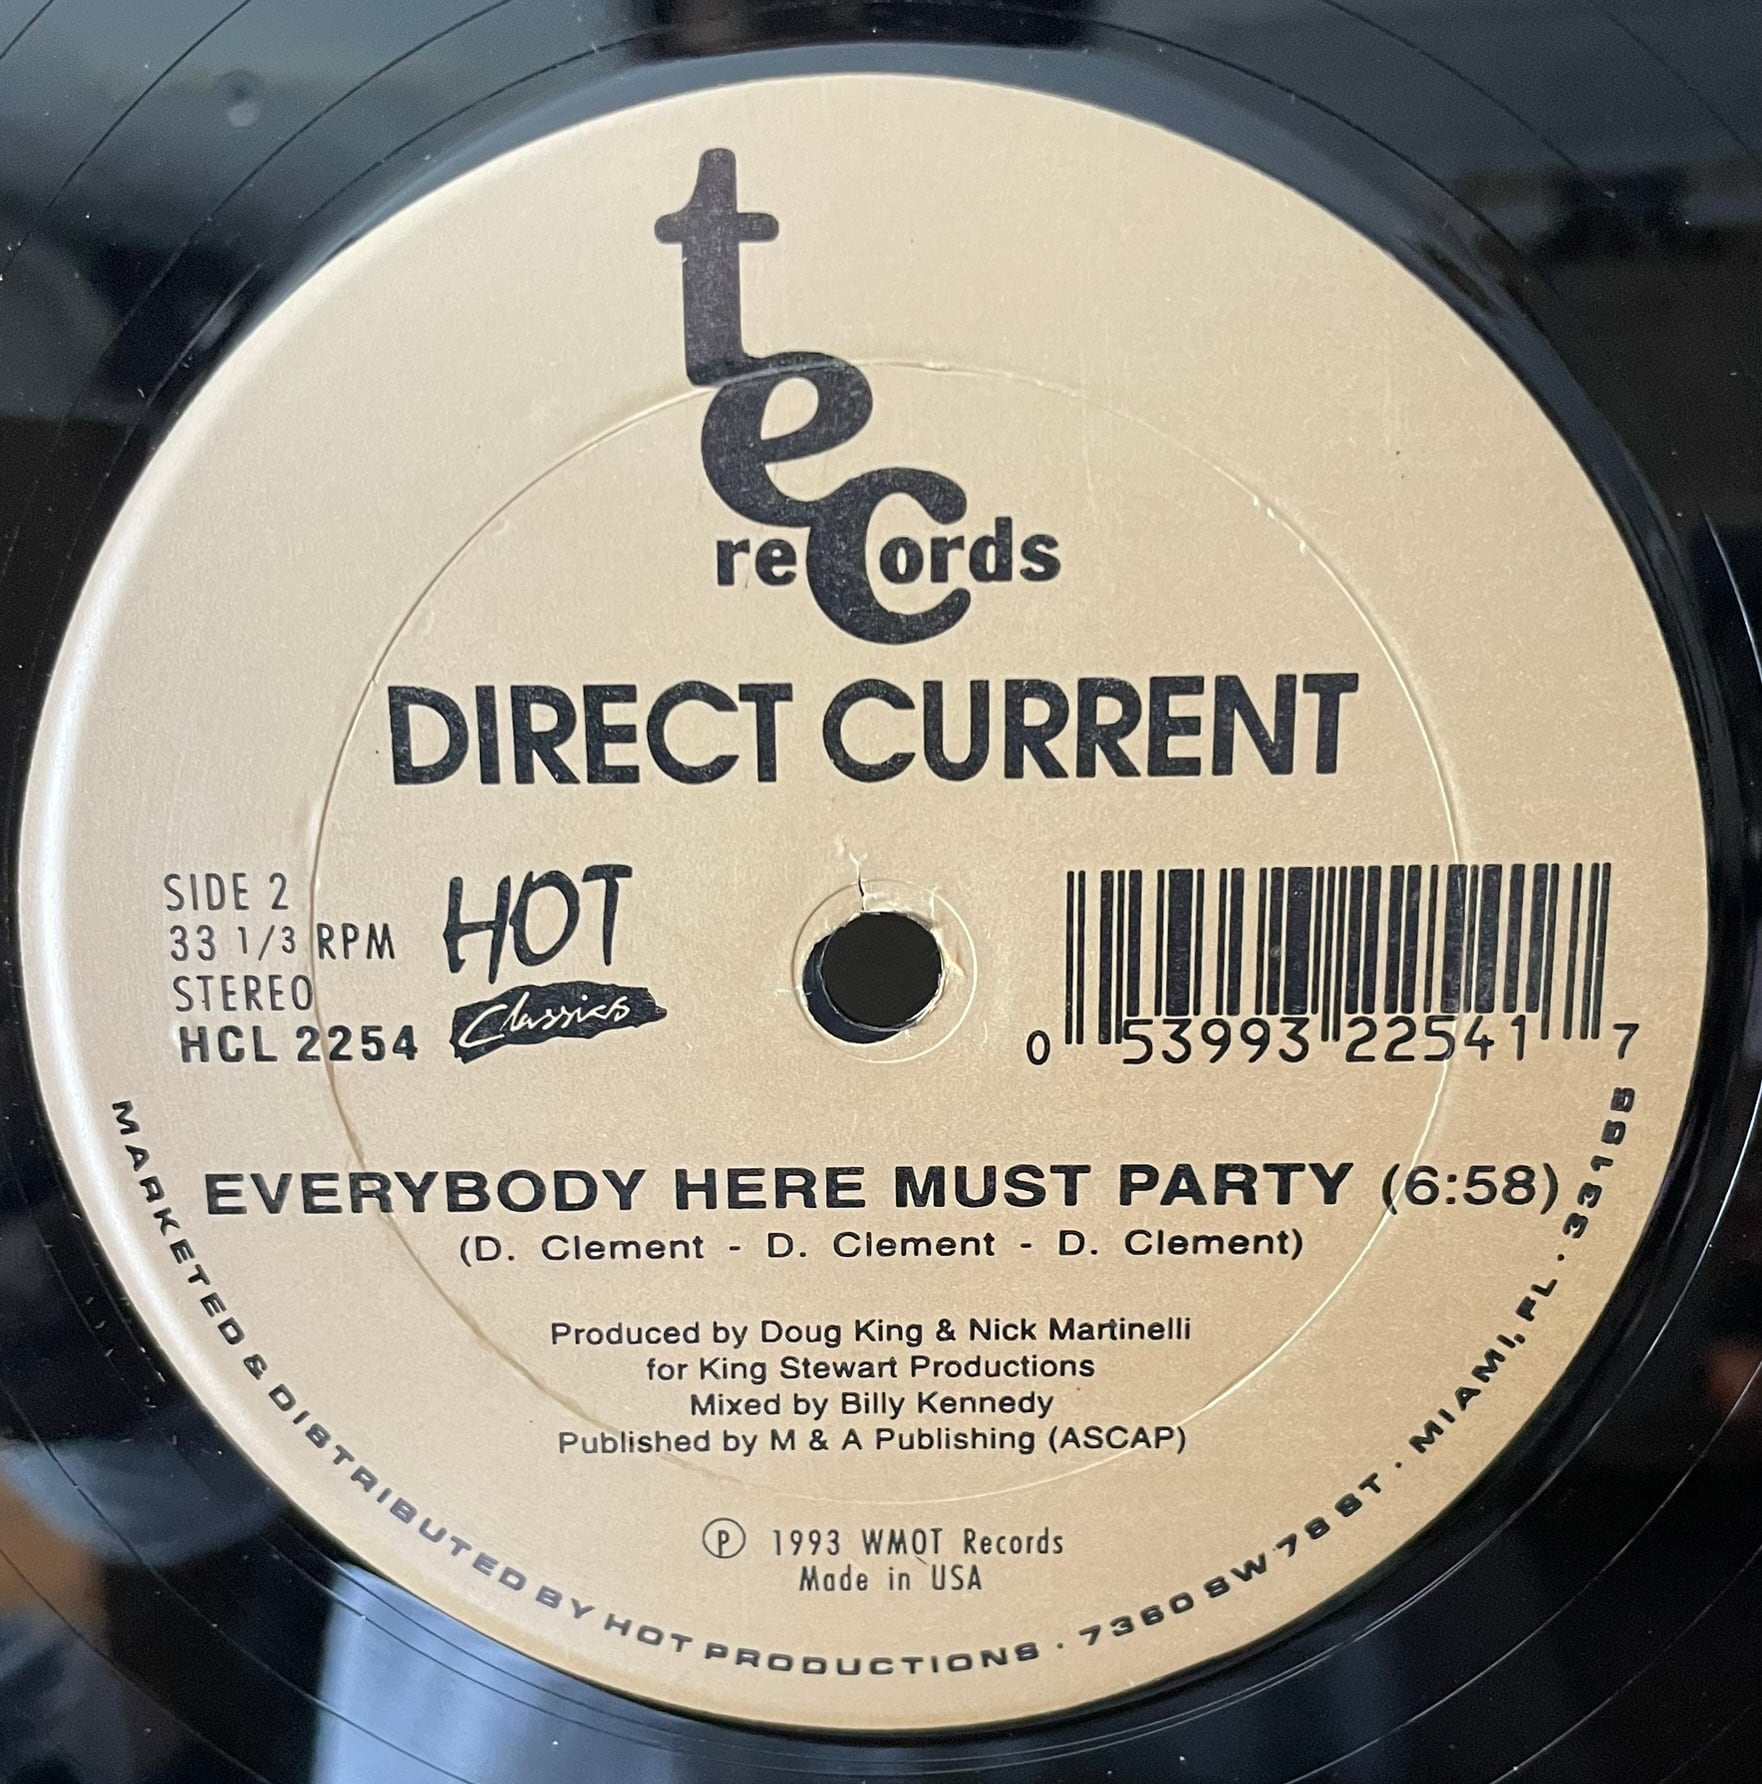 tec
records
DIRECT CURRENT
SIDE 2
33 1/3 RPM
STEREO
HCL 2254
HOT
Classics
0 53993 22541 7
EVERYBODY HERE MUST PARTY (6:58)
(D. Clement - D. Clement - D. Clement)
Produced by Doug King & Nick Martinelli
for King Stewart Productions
Mixed by Billy Kennedy
Published by M & A Publishing (ASCAP)
Ⓟ 1993 WMOT Records
Made in USA
MARKETED & DISTRIBUTED BY HOT PRODUCTIONS · 7360 SW 78 ST · MIAMI, FL · 33155